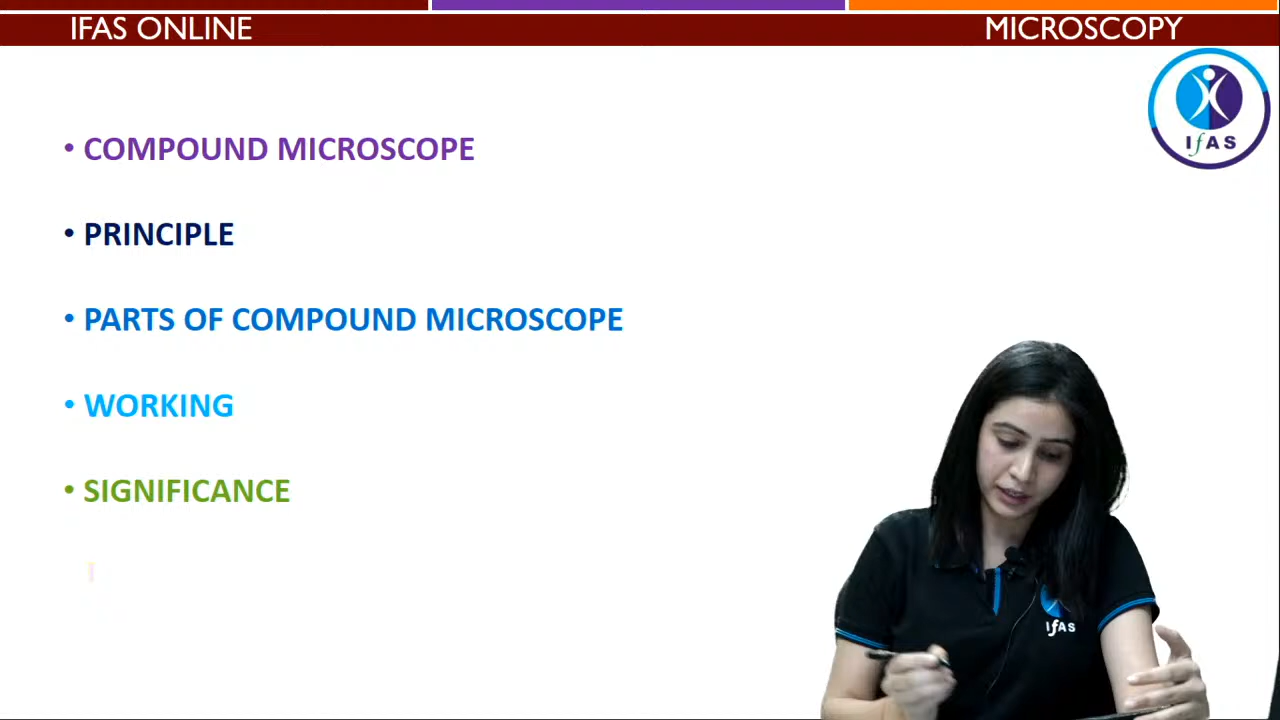 IFAS ONLINE
MICROSCOPY
IfAS
• COMPOUND MICROSCOPE
• PRINCIPLE
• PARTS OF COMPOUND MICROSCOPE
• WORKING
• SIGNIFICANCE
IfAS